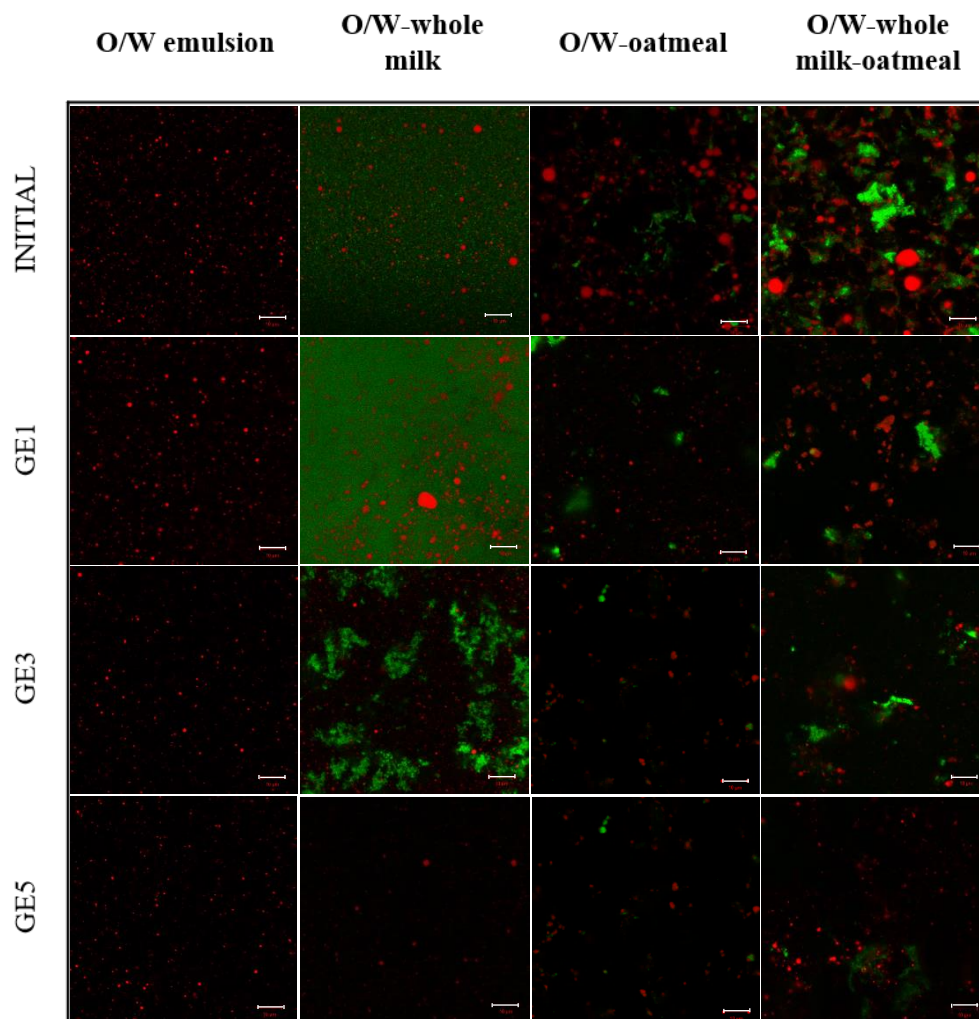 O/W emulsion
O/W-whole
milk
O/W-oatmeal
O/W-whole
milk-oatmeal
INITIAL
GE1
GE3
GE5